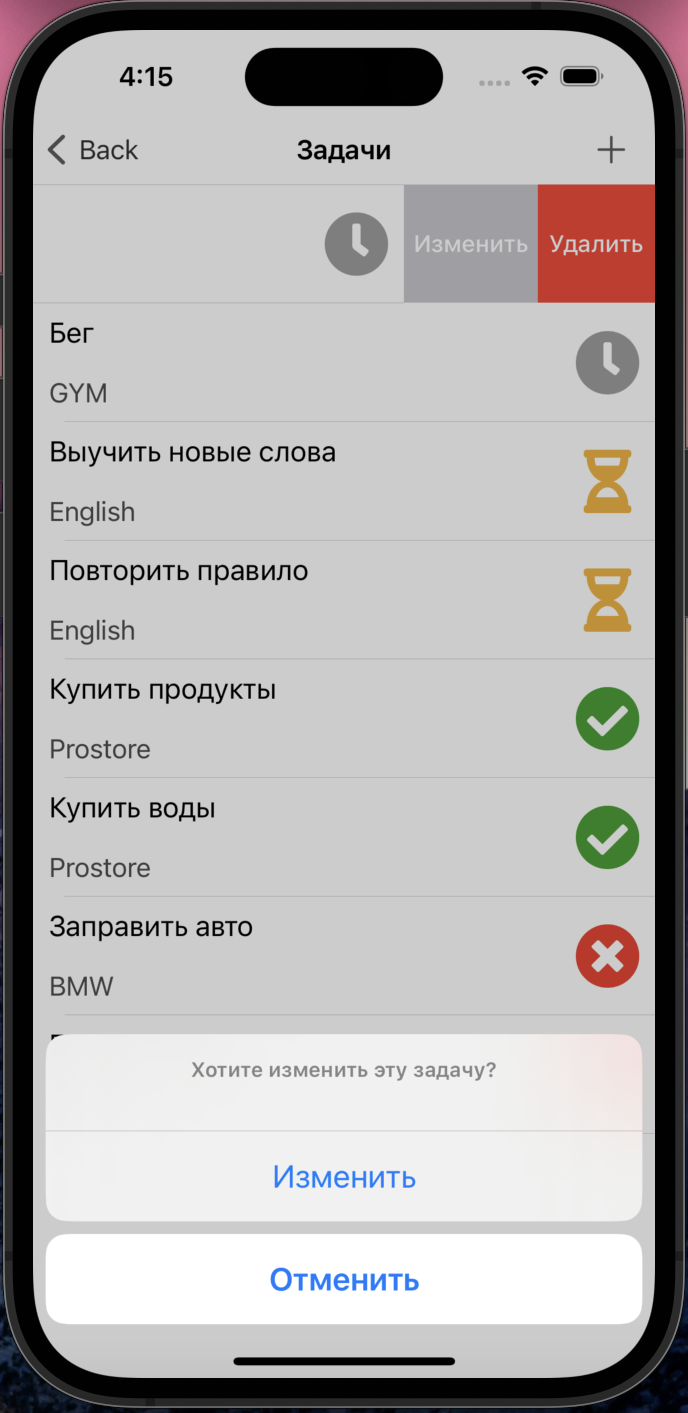 4:15
Back
Задачи
Изменить
Удалить
Бег
GYM
Выучить новые слова
English
Повторить правило
English
Купить продукты
Prostore
Купить воды
Prostore
Заправить авто
BMW
Хотите изменить эту задачу?
Изменить
Отменить